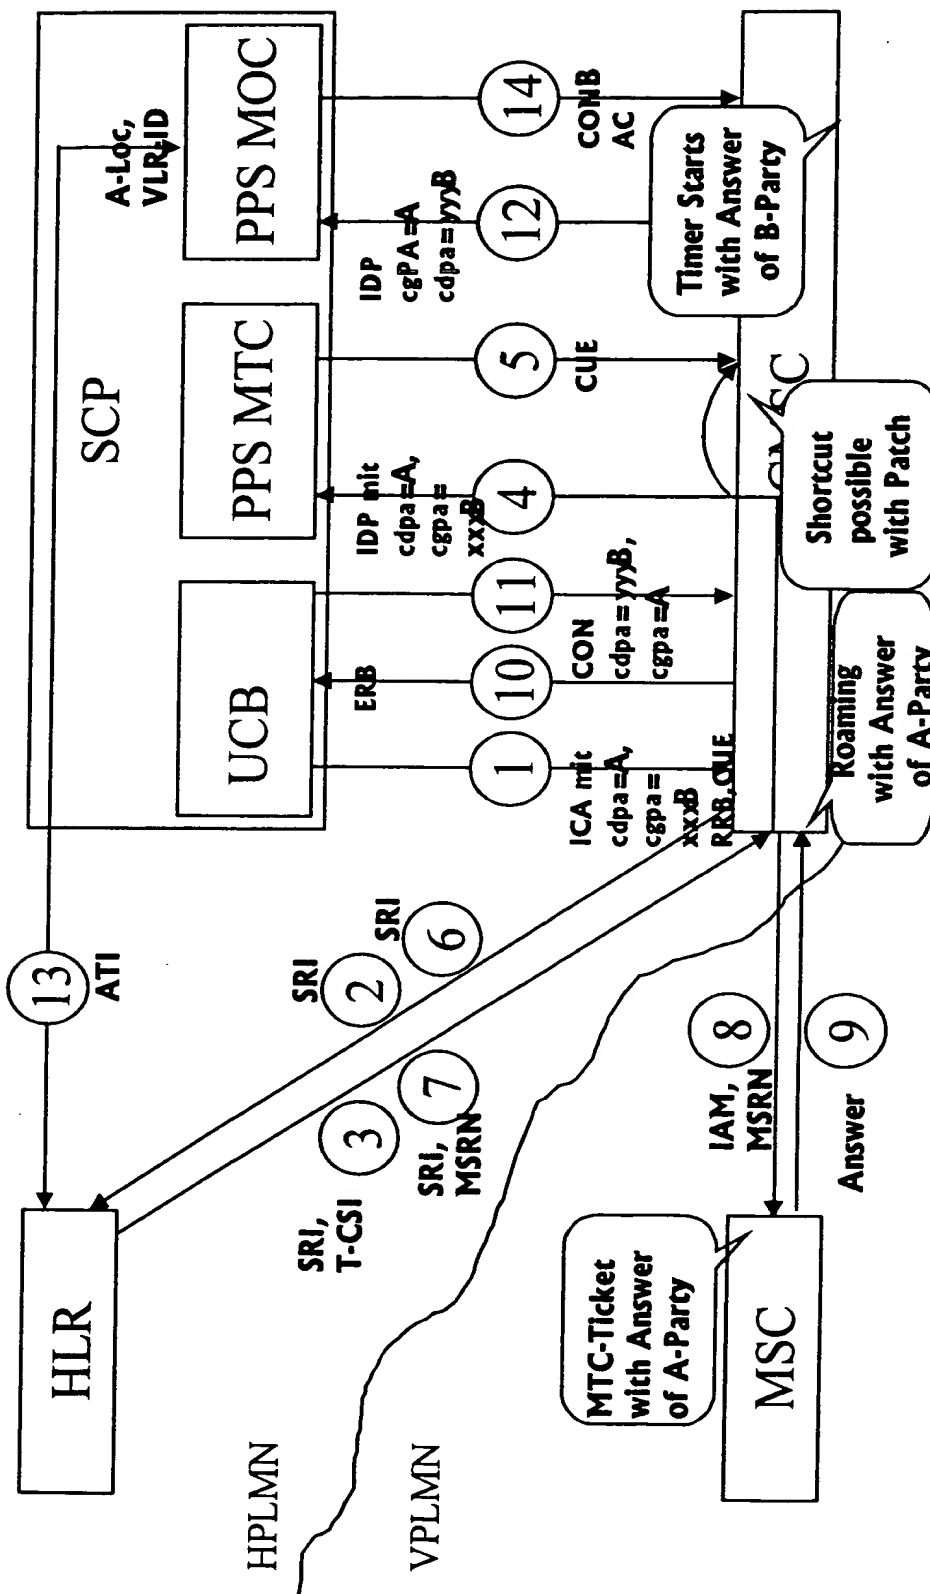 HLR
13
ATI
SCP
A-Loc,
VLR-ID
UCB
PPS MTC
PPS MOC
SRI
2
SRI
6
SRI,
T-CSI
3
SRI,
MSRN
7
HPLMN
VPLMN
1
ICA mit
cdpa=A,
cgpa=
xxxB
RRB, CUE
ERB
10
11
CON
cdpa=yyyB,
cgpa=A
IDP mit
cdpa=A,
cgpa=
xxxB
4
5
CUE
IDP
cgPA=A
cdpa=yyyB
12
14
CONB
AC
Timer Starts
with Answer
of B-Party
SC
Shortcut
possible
with Patch
Roaming
with Answer
of A-Party
IAM,
MSRN
8
9
Answer
MTC-Ticket
with Answer
of A-Party
MSC